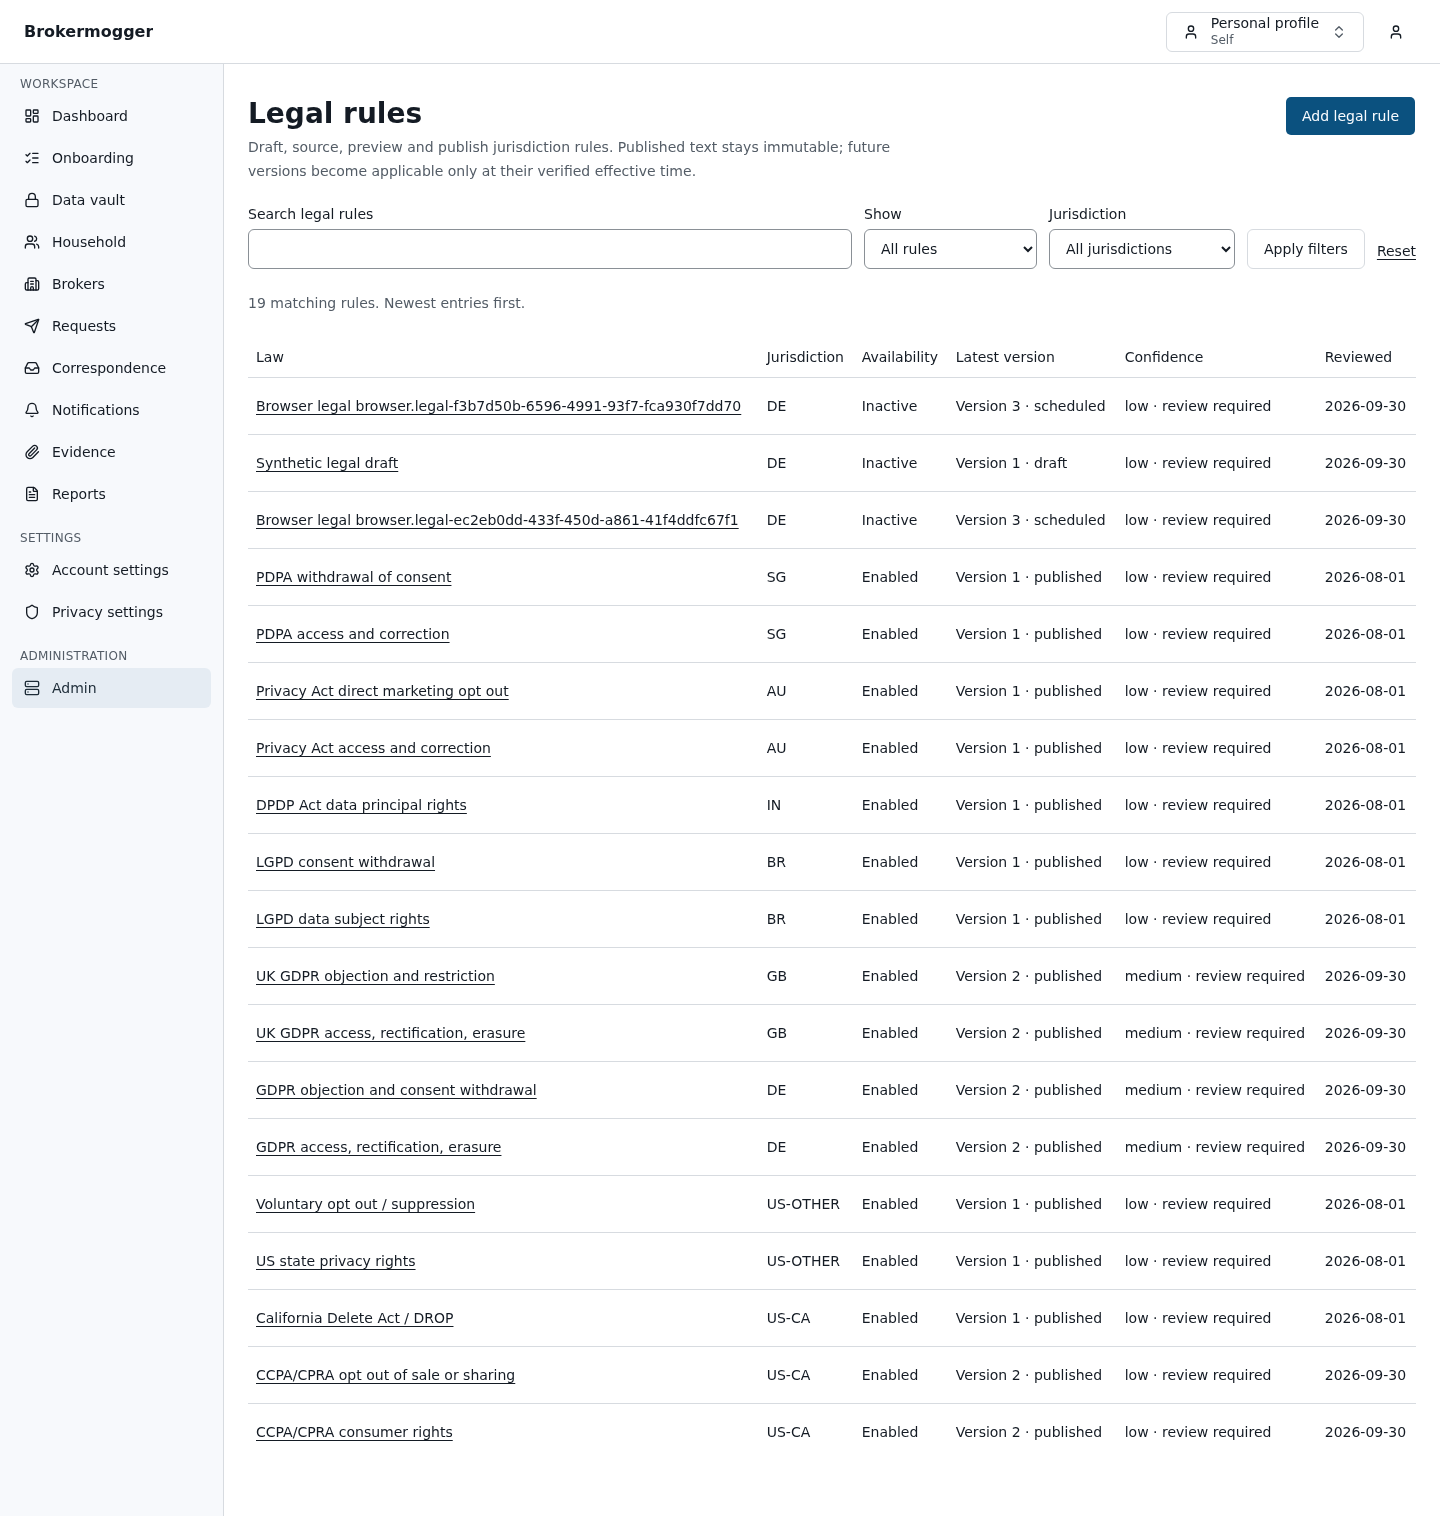 Brokermogger
Personal profile
Self
WORKSPACE
Dashboard
Onboarding
Data vault
Household
Brokers
Requests
Correspondence
Notifications
Evidence
Reports
SETTINGS
Account settings
Privacy settings
ADMINISTRATION
Admin
Legal rules
Add legal rule
Draft, source, preview and publish jurisdiction rules. Published text stays immutable; future
versions become applicable only at their verified effective time.
Search legal rules Show Jurisdiction
All rules All jurisdictions Apply filters Reset
19 matching rules. Newest entries first.
Law Jurisdiction Availability Latest version Confidence Reviewed
Browser legal browser.legal-f3b7d50b-6596-4991-93f7-fca930f7dd70 DE Inactive Version 3 · scheduled low · review required 2026-09-30
Synthetic legal draft DE Inactive Version 1 · draft low · review required 2026-09-30
Browser legal browser.legal-ec2eb0dd-433f-450d-a861-41f4ddfc67f1 DE Inactive Version 3 · scheduled low · review required 2026-09-30
PDPA withdrawal of consent SG Enabled Version 1 · published low · review required 2026-08-01
PDPA access and correction SG Enabled Version 1 · published low · review required 2026-08-01
Privacy Act direct marketing opt out AU Enabled Version 1 · published low · review required 2026-08-01
Privacy Act access and correction AU Enabled Version 1 · published low · review required 2026-08-01
DPDP Act data principal rights IN Enabled Version 1 · published low · review required 2026-08-01
LGPD consent withdrawal BR Enabled Version 1 · published low · review required 2026-08-01
LGPD data subject rights BR Enabled Version 1 · published low · review required 2026-08-01
UK GDPR objection and restriction GB Enabled Version 2 · published medium · review required 2026-09-30
UK GDPR access, rectification, erasure GB Enabled Version 2 · published medium · review required 2026-09-30
GDPR objection and consent withdrawal DE Enabled Version 2 · published medium · review required 2026-09-30
GDPR access, rectification, erasure DE Enabled Version 2 · published medium · review required 2026-09-30
Voluntary opt out / suppression US-OTHER Enabled Version 1 · published low · review required 2026-08-01
US state privacy rights US-OTHER Enabled Version 1 · published low · review required 2026-08-01
California Delete Act / DROP US-CA Enabled Version 1 · published low · review required 2026-08-01
CCPA/CPRA opt out of sale or sharing US-CA Enabled Version 2 · published low · review required 2026-09-30
CCPA/CPRA consumer rights US-CA Enabled Version 2 · published low · review required 2026-09-30